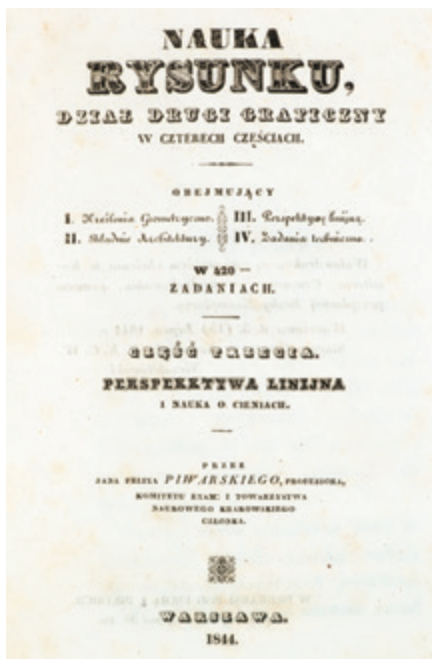 NAUKA
RYSUNKU,
DZIAŁ DRUGI GRAFICZNY
W CZTERECH CZĘŚCIACH.
OBEJMUJĄCY
I. Kreślenia Geometryczne. III. Perspektywę linijną.
II. Składnie Architektury. IV. Zadania techniczne.
W 420 —
ZADANIACH.
CZĘŚĆ TRZECIA.
PERSPEKTYWA LINIJNA
I NAUKA O CIENIACH.
PRZEZ
JANA FELIXA PIWARSKIEGO, PROFESSORA,
KOMITETU EXAM: I TOWARZYSTWA
NAUKOWEGO KRAKOWSKIEGO
CZŁONKA.
WARSZAWA.
1844.